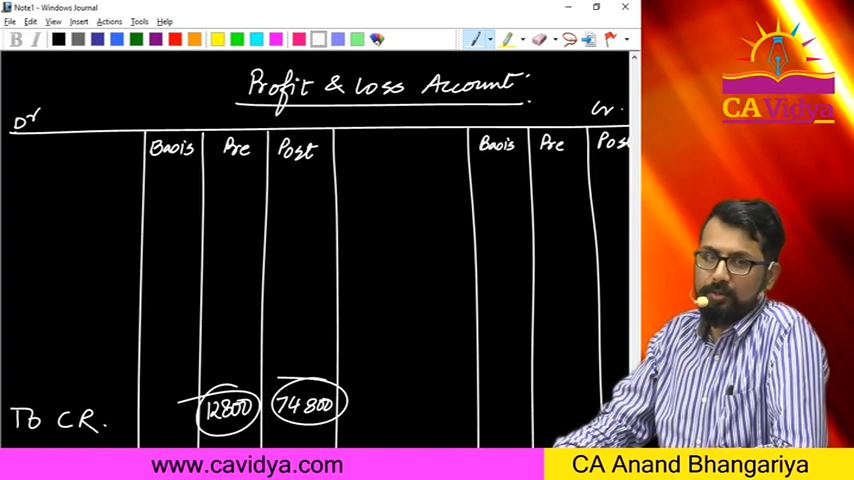 Note1 - Windows Journal
File Edit View Insert Actions Tools Help
B I
Profit & Loss Account:
Dr Cr.
Basis Pre Post Basis Pre Post
To CR. 12800 74800
CA Vidya
www.cavidya.com
CA Anand Bhangariya